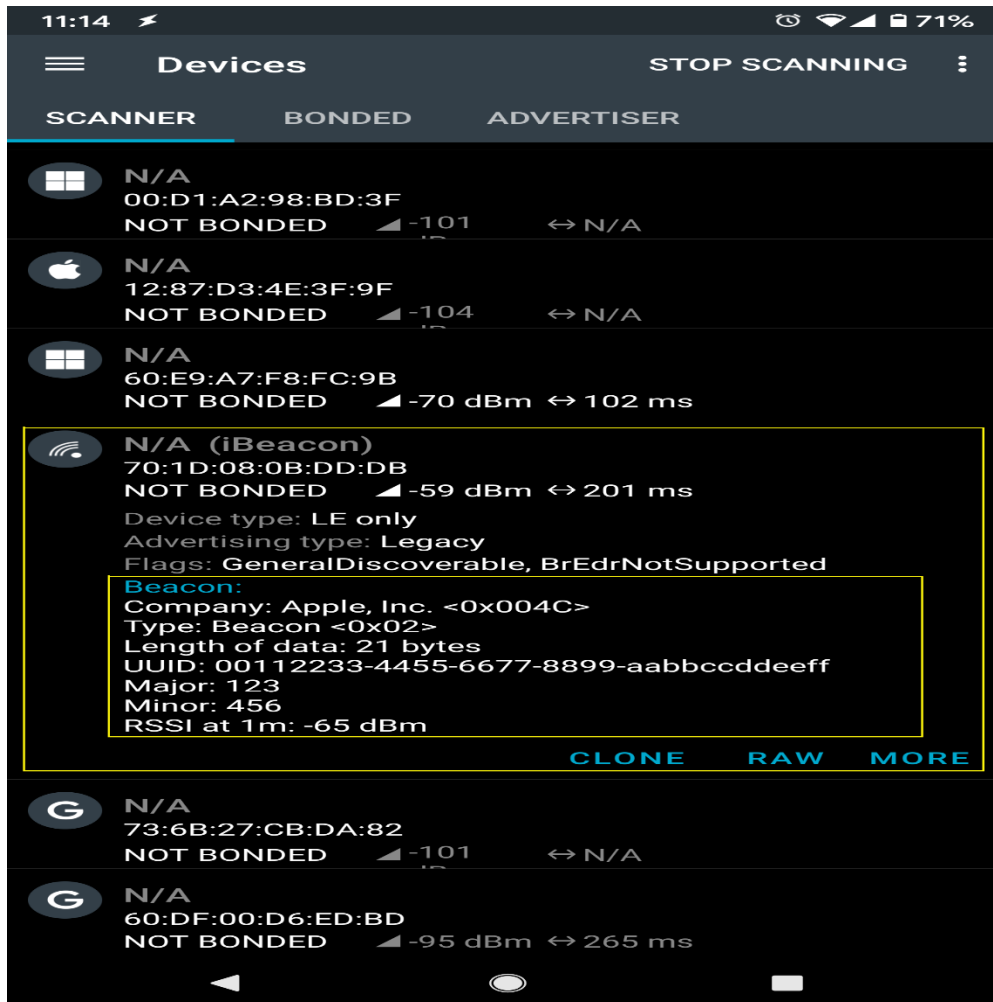 11:14 71%
Devices STOP SCANNING
SCANNER BONDED ADVERTISER
N/A
00:D1:A2:98:BD:3F
NOT BONDED -101 ↔ N/A
N/A
12:87:D3:4E:3F:9F
NOT BONDED -104 ↔ N/A
N/A
60:E9:A7:F8:FC:9B
NOT BONDED -70 dBm ↔ 102 ms
N/A (iBeacon)
70:1D:08:0B:DD:DB
NOT BONDED -59 dBm ↔ 201 ms
Device type: LE only
Advertising type: Legacy
Flags: GeneralDiscoverable, BrEdrNotSupported
Beacon:
Company: Apple, Inc. <0x004C>
Type: Beacon <0x02>
Length of data: 21 bytes
UUID: 00112233-4455-6677-8899-aabbccddeeff
Major: 123
Minor: 456
RSSI at 1m: -65 dBm
CLONE RAW MORE
G N/A
73:6B:27:CB:DA:82
NOT BONDED -101 ↔ N/A
G N/A
60:DF:00:D6:ED:BD
NOT BONDED -95 dBm ↔ 265 ms